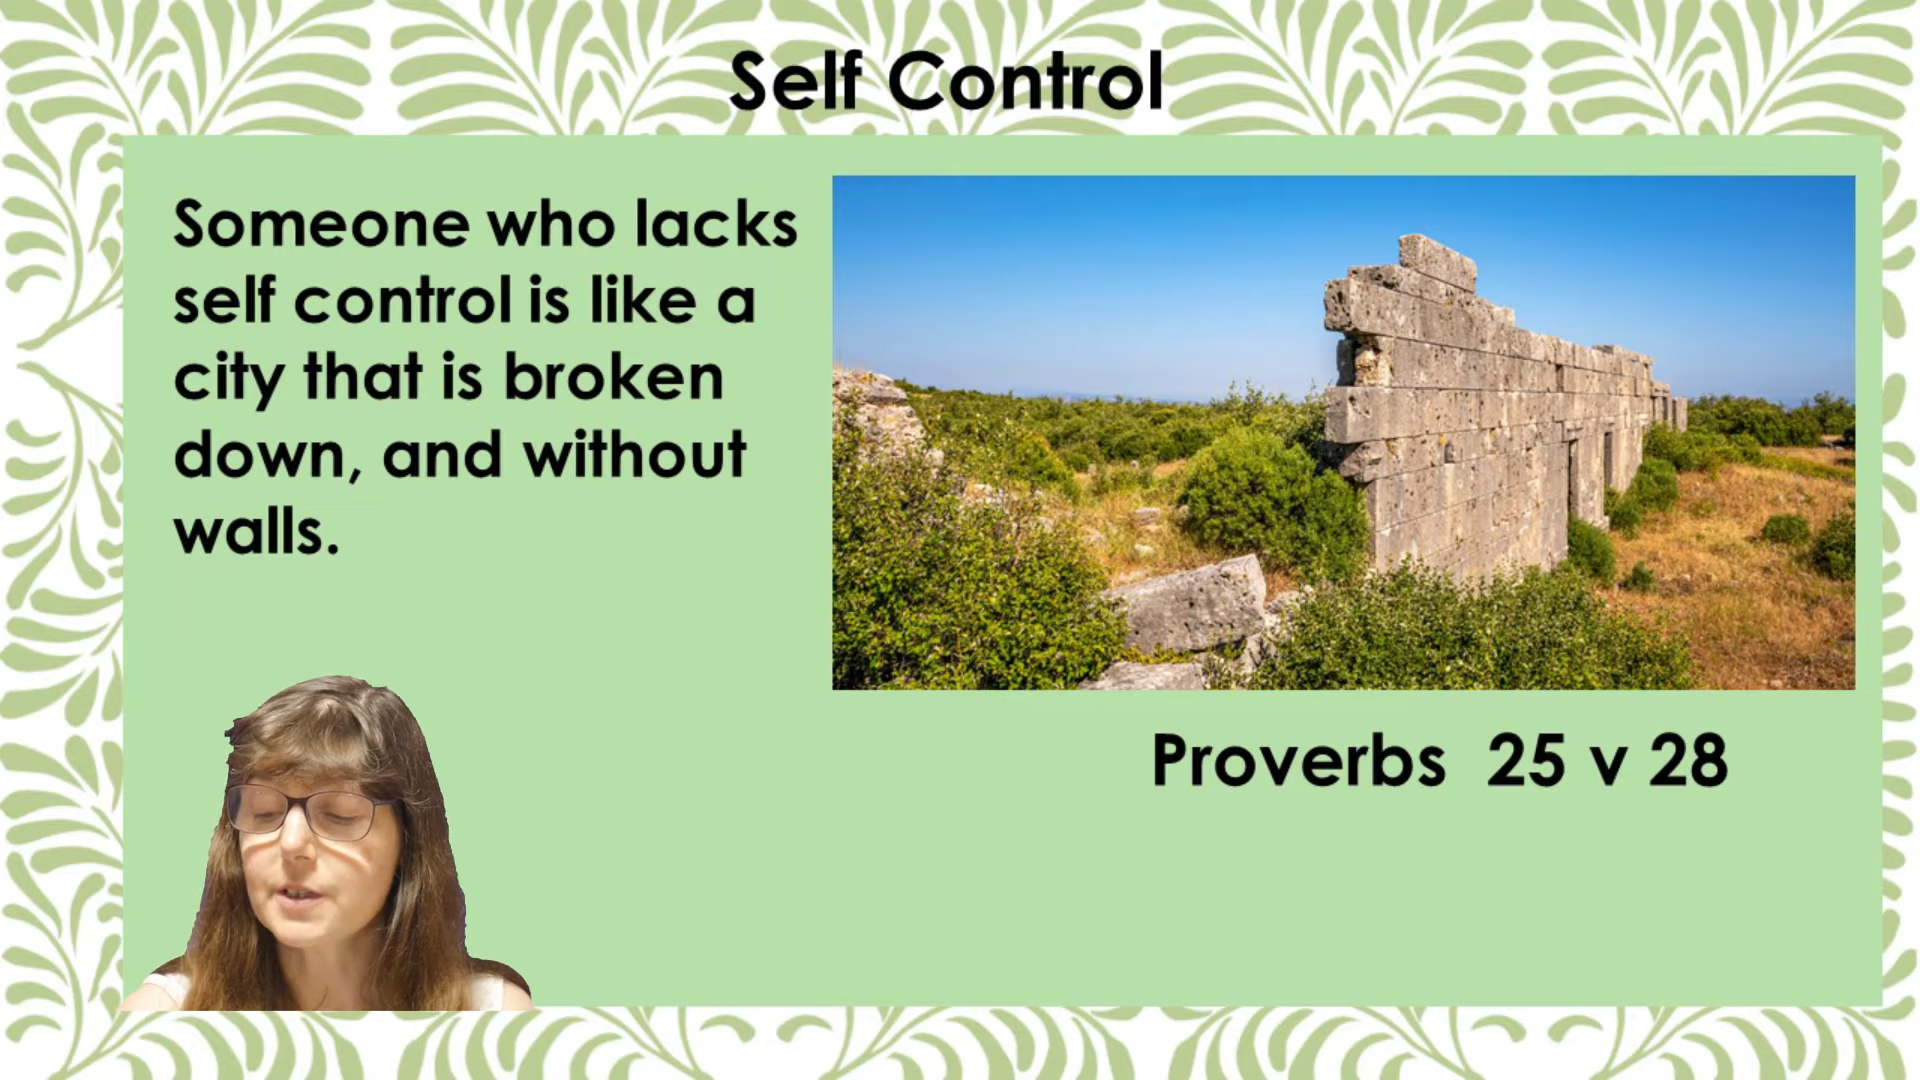 Self Control
Someone who lacks
self control is like a
city that is broken
down, and without
walls.
Proverbs 25 v 28